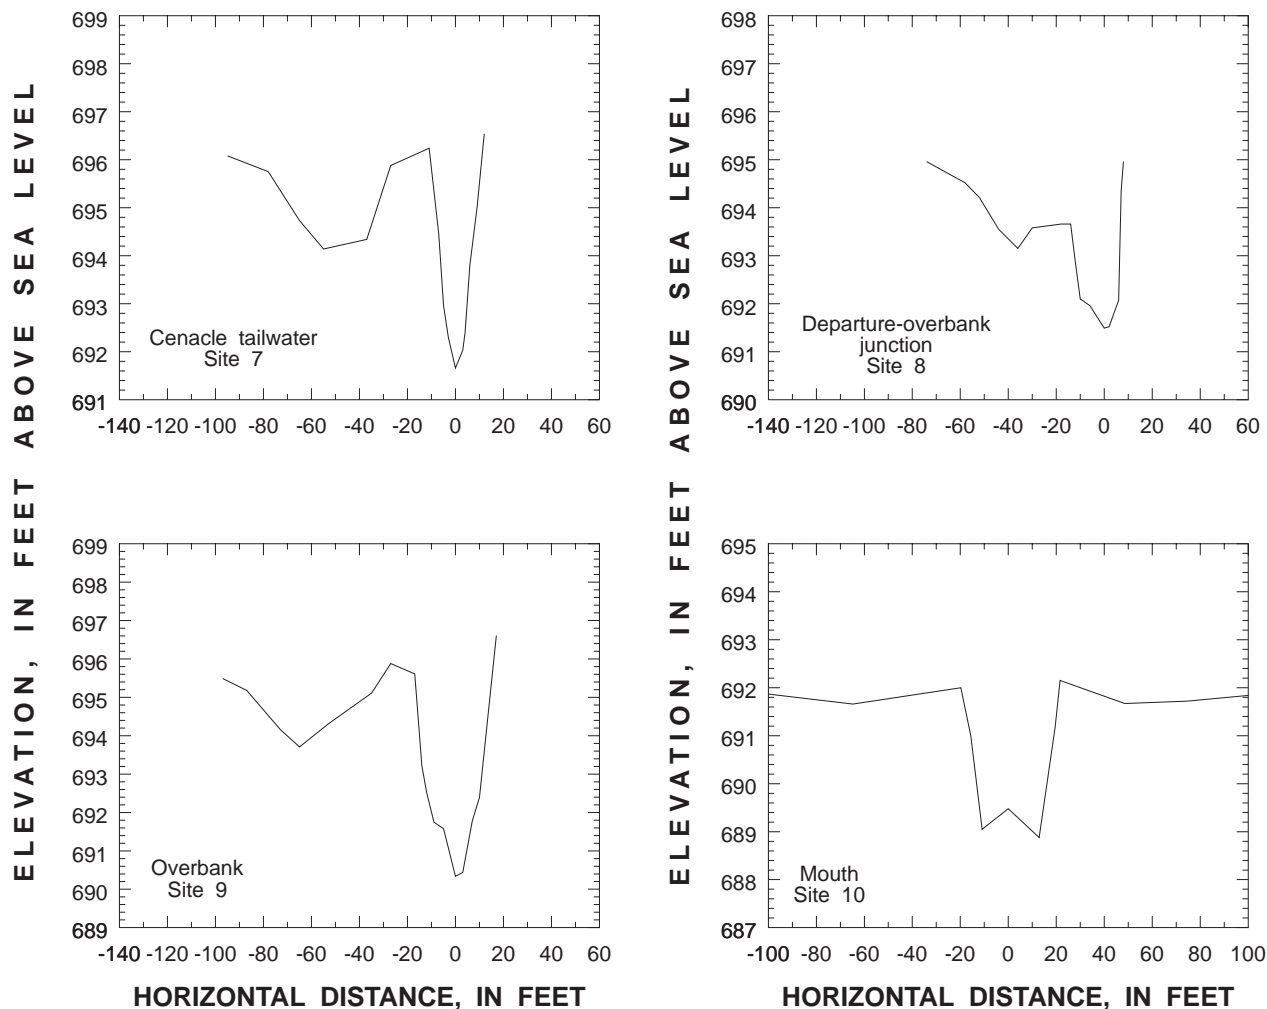 699
698
697
696
695
694
693
692
691
-140 -120 -100 -80 -60 -40 -20 0 20 40 60
Cenacle tailwater
Site 7
698
697
696
695
694
693
692
691
690
-140 -120 -100 -80 -60 -40 -20 0 20 40 60
Departure-overbank
junction
Site 8
699
698
697
696
695
694
693
692
691
690
689
-140 -120 -100 -80 -60 -40 -20 0 20 40 60
Overbank
Site 9
695
694
693
692
691
690
689
688
687
-100 -80 -60 -40 -20 0 20 40 60 80 100
Mouth
Site 10
ELEVATION, IN FEET ABOVE SEA LEVEL
ELEVATION, IN FEET ABOVE SEA LEVEL
HORIZONTAL DISTANCE, IN FEET
HORIZONTAL DISTANCE, IN FEET